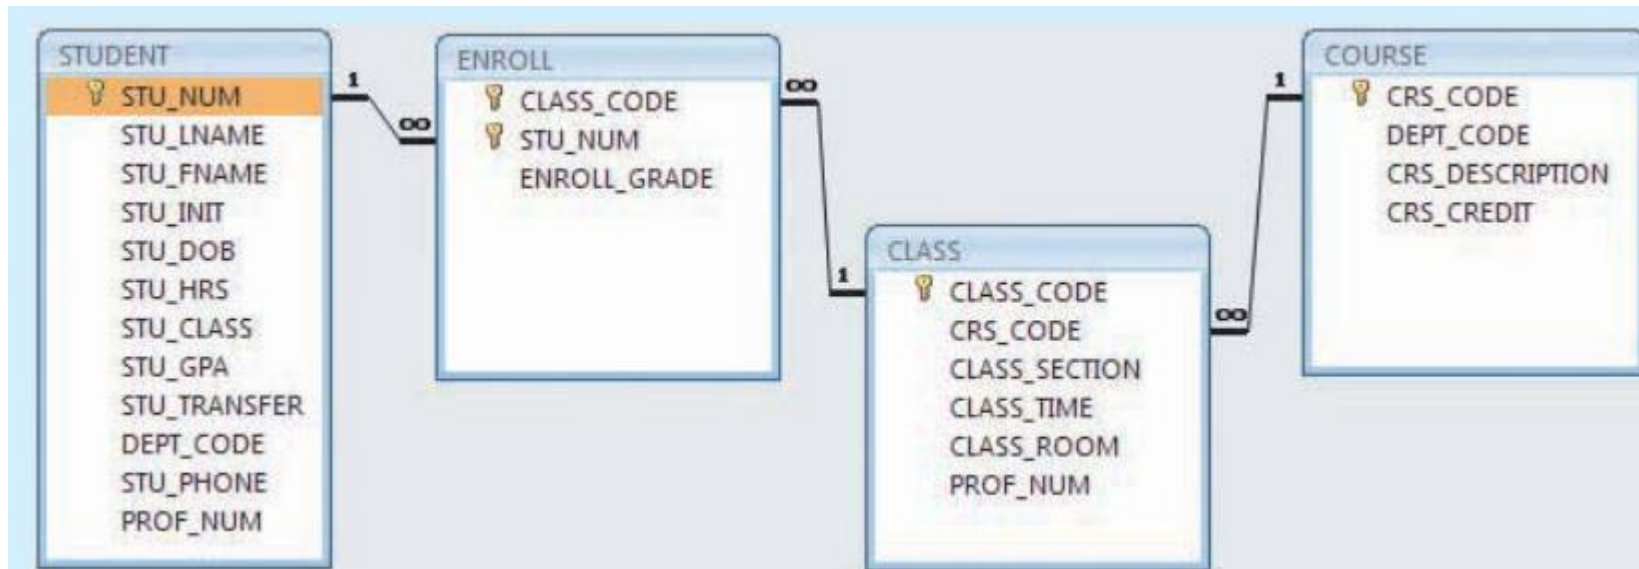 STUDENT
STU_NUM
STU_LNAME
STU_FNAME
STU_INIT
STU_DOB
STU_HRS
STU_CLASS
STU_GPA
STU_TRANSFER
DEPT_CODE
STU_PHONE
PROF_NUM
1
∞
ENROLL
CLASS_CODE
STU_NUM
ENROLL_GRADE
∞
1
CLASS
CLASS_CODE
CRS_CODE
CLASS_SECTION
CLASS_TIME
CLASS_ROOM
PROF_NUM
∞
1
COURSE
CRS_CODE
DEPT_CODE
CRS_DESCRIPTION
CRS_CREDIT